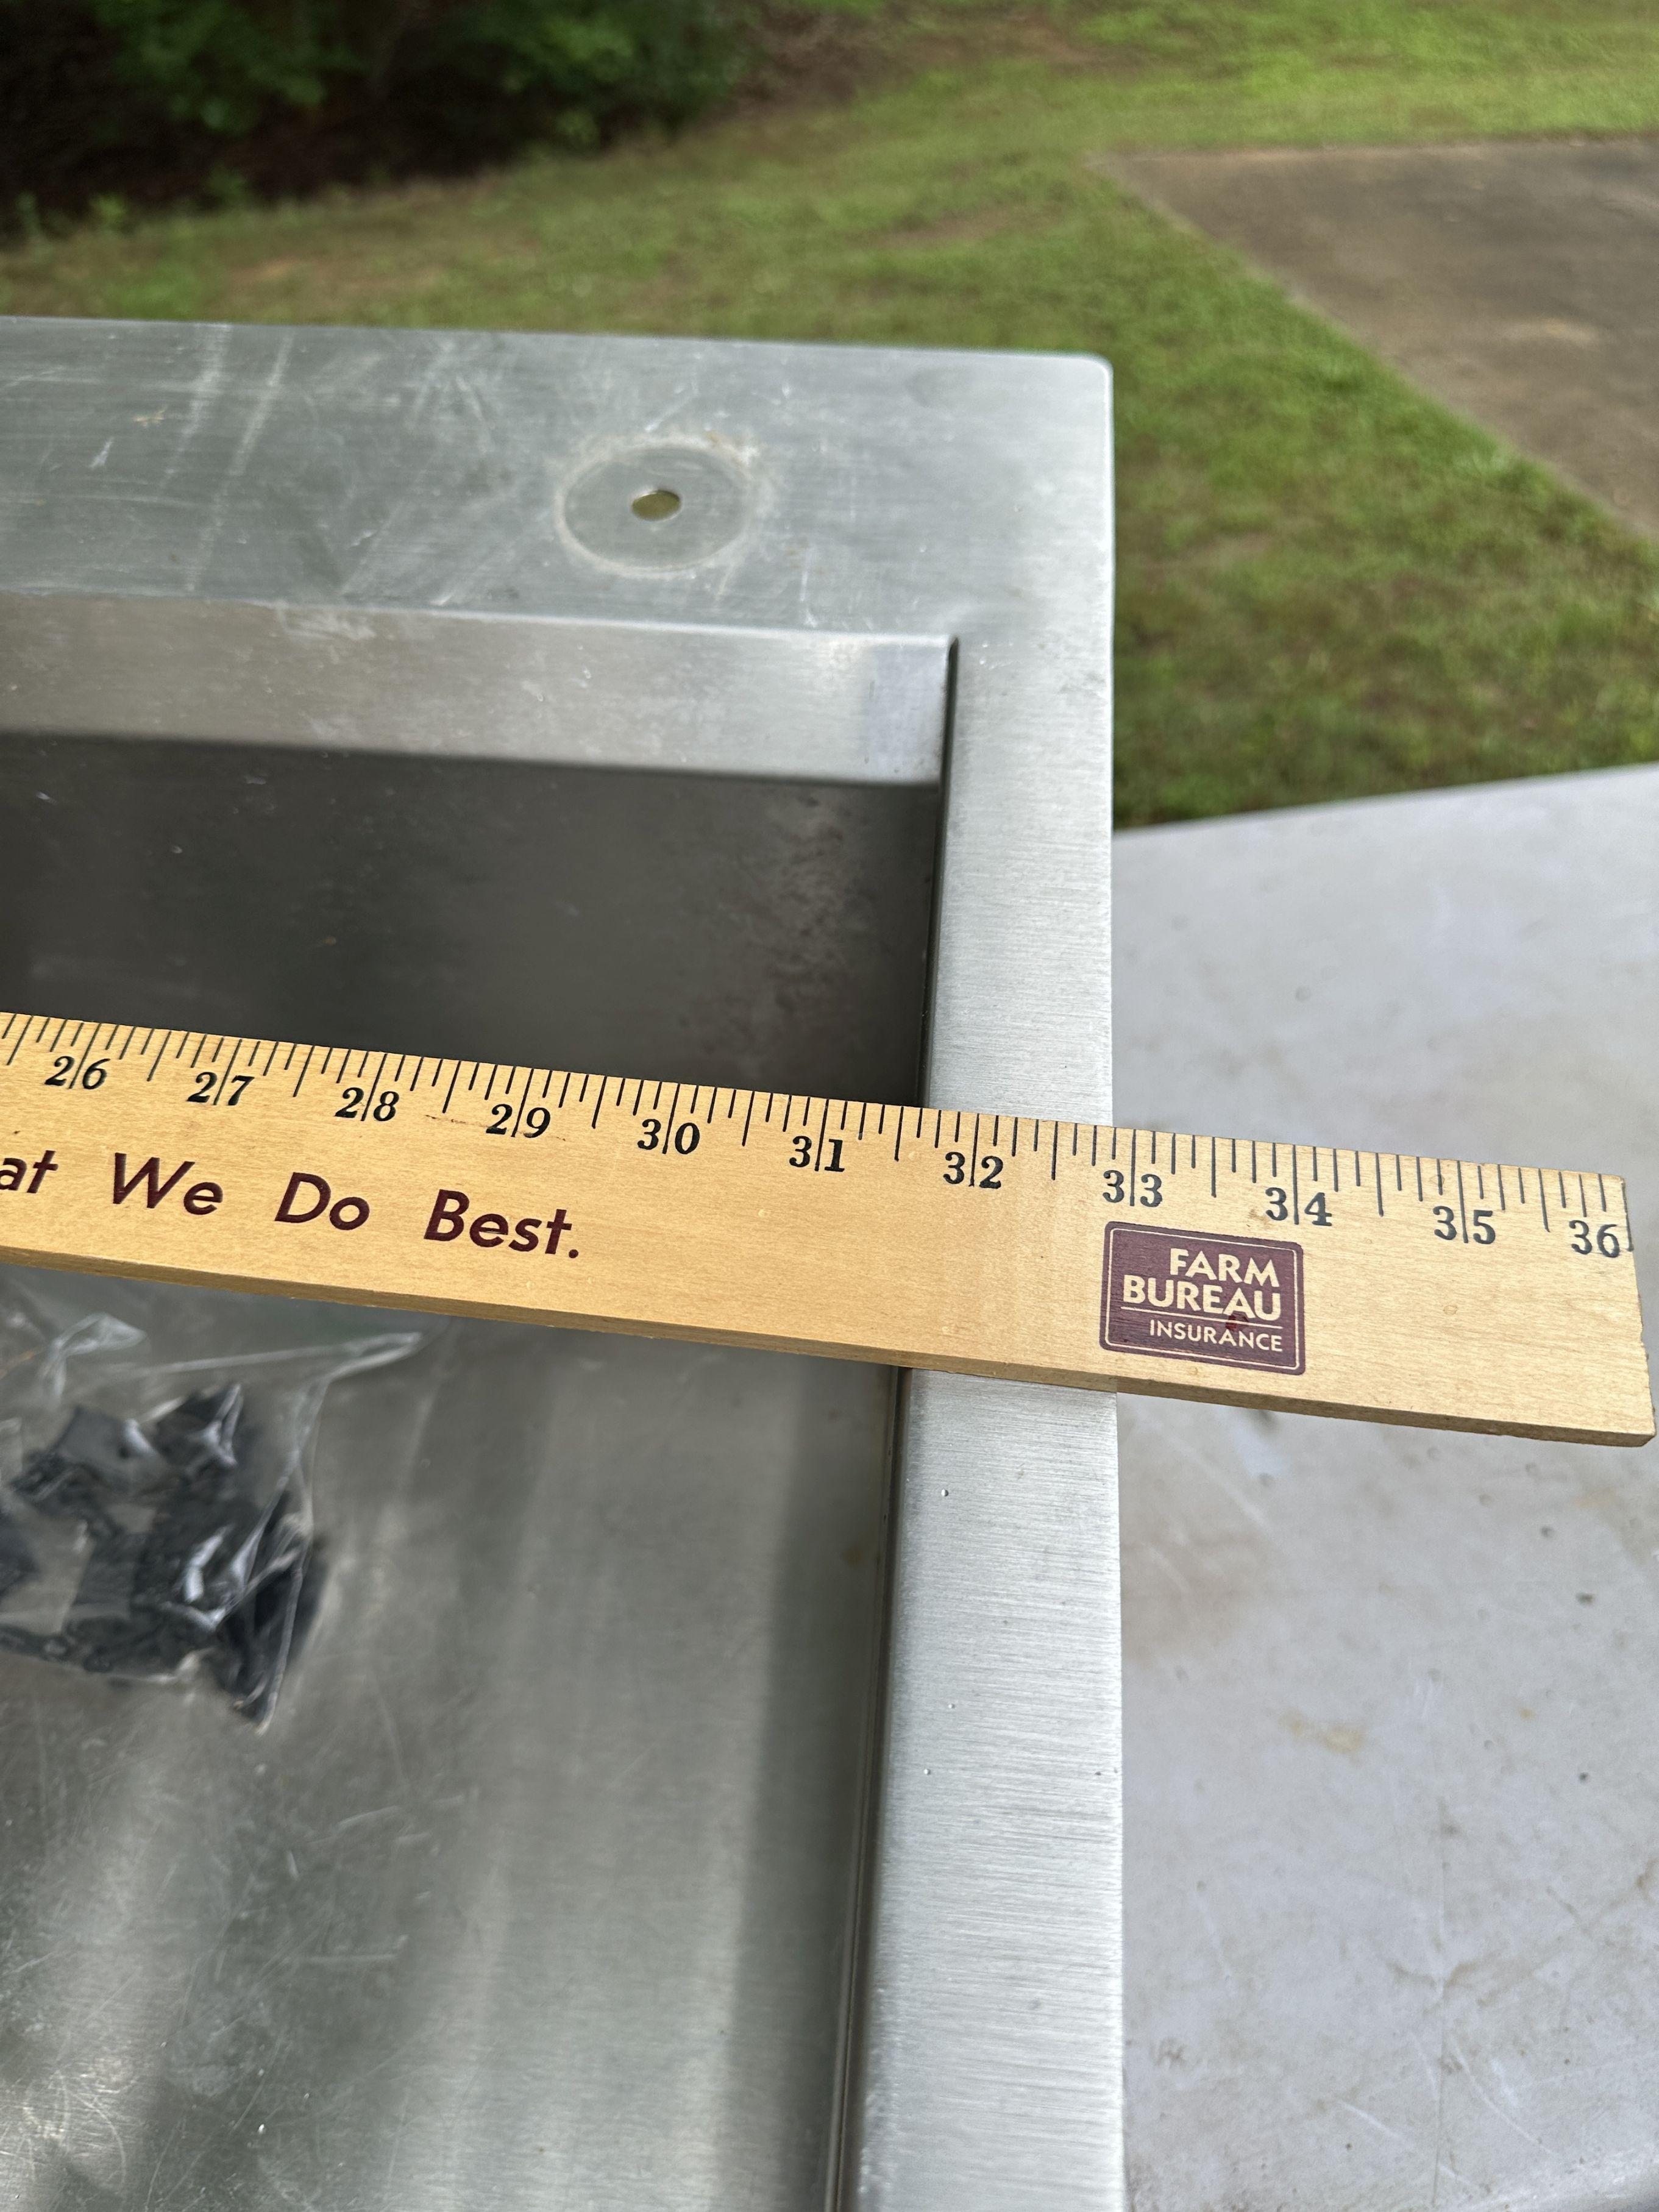 26 27 28 29 30 31 32 33 34 35 36
at We Do Best.
FARM
BUREAU
INSURANCE